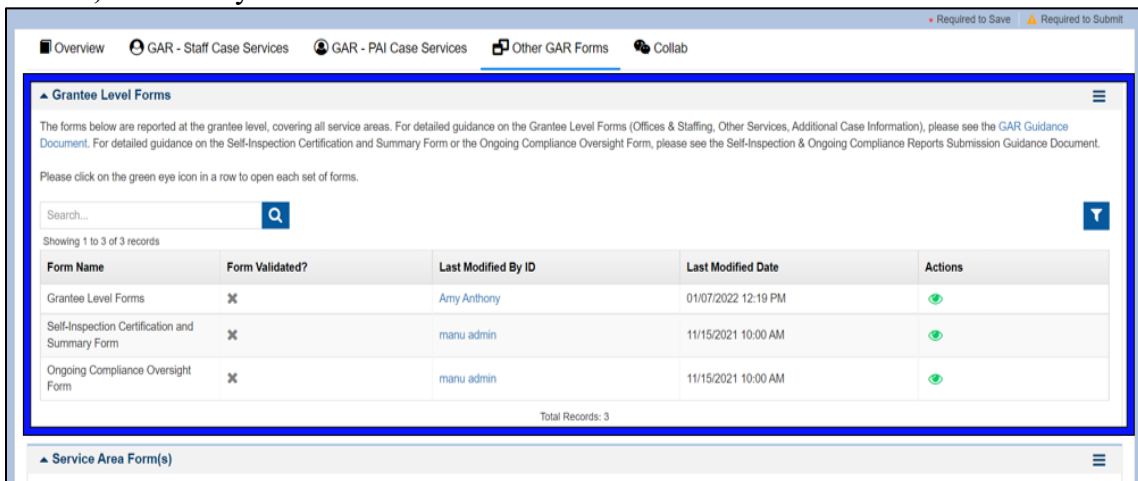 Required to Save Required to Submit
Overview GAR - Staff Case Services GAR - PAI Case Services Other GAR Forms Collab
Grantee Level Forms
The forms below are reported at the grantee level, covering all service areas. For detailed guidance on the Grantee Level Forms (Offices & Staffing, Other Services, Additional Case Information), please see the GAR Guidance
Document. For detailed guidance on the Self-Inspection Certification and Summary Form or the Ongoing Compliance Oversight Form, please see the Self-Inspection & Ongoing Compliance Reports Submission Guidance Document.
Please click on the green eye icon in a row to open each set of forms.
Search...
Showing 1 to 3 of 3 records
Form Name Form Validated? Last Modified By ID Last Modified Date Actions
Grantee Level Forms Amy Anthony 01/07/2022 12:19 PM
Self-Inspection Certification and
Summary Form manu admin 11/15/2021 10:00 AM
Ongoing Compliance Oversight
Form manu admin 11/15/2021 10:00 AM
Total Records: 3
Service Area Form(s)